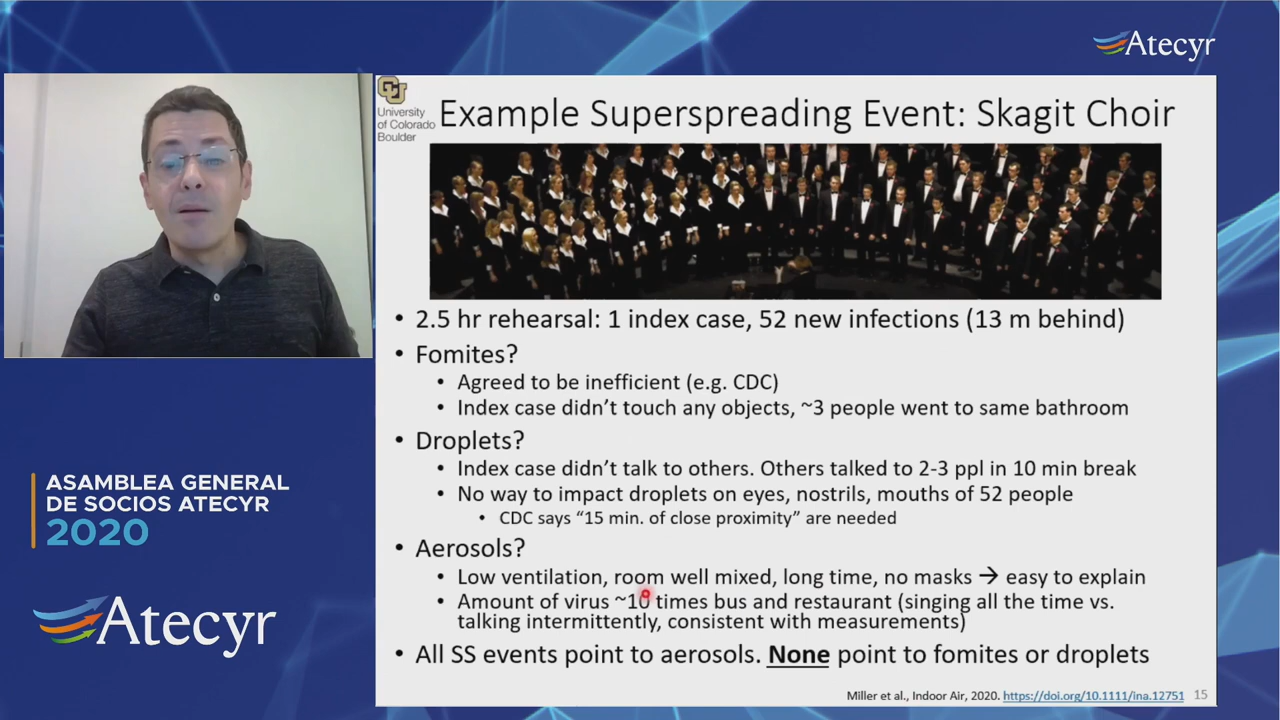 Atecyr
University
of Colorado
Boulder
Example Superspreading Event: Skagit Choir
• 2.5 hr rehearsal: 1 index case, 52 new infections (13 m behind)
• Fomites?
• Agreed to be inefficient (e.g. CDC)
• Index case didn’t touch any objects, ~3 people went to same bathroom
• Droplets?
• Index case didn’t talk to others. Others talked to 2-3 ppl in 10 min break
• No way to impact droplets on eyes, nostrils, mouths of 52 people
• CDC says “15 min. of close proximity” are needed
• Aerosols?
• Low ventilation, room well mixed, long time, no masks → easy to explain
• Amount of virus ~10 times bus and restaurant (singing all the time vs.
talking intermittently, consistent with measurements)
• All SS events point to aerosols. None point to fomites or droplets
Miller et al., Indoor Air, 2020. https://doi.org/10.1111/ina.12751 15
ASAMBLEA GENERAL
DE SOCIOS ATECYR
2020
Atecyr